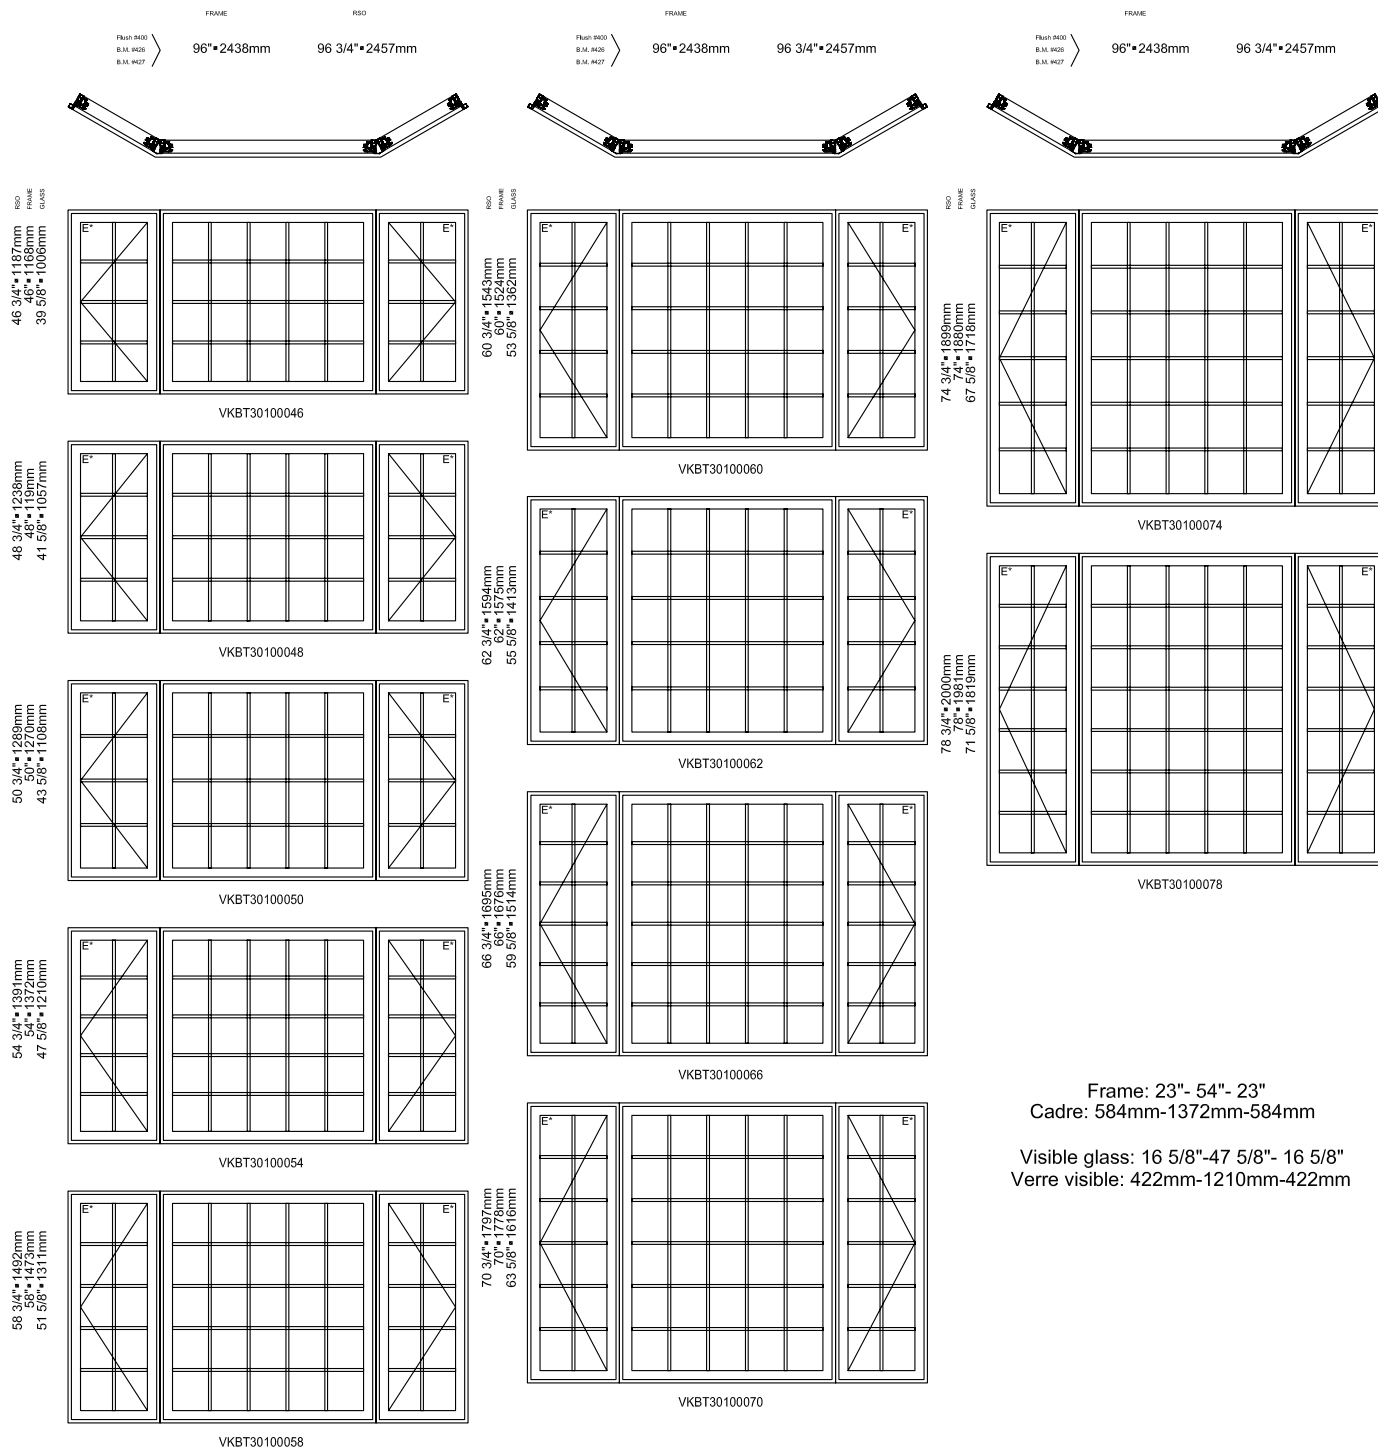 FRAME
RSO
Flush #400
B.M. #426
B.M. #427
96"▪2438mm
96 3/4"▪2457mm
FRAME
Flush #400
B.M. #426
B.M. #427
96"▪2438mm
96 3/4"▪2457mm
FRAME
Flush #400
B.M. #426
B.M. #427
96"▪2438mm
96 3/4"▪2457mm
RSO
FRAME
GLASS
46 3/4"▪1187mm
46"▪1168mm
39 5/8"▪1006mm
E*
E*
VKBT30100046
48 3/4"▪1238mm
48"▪119mm
41 5/8"▪1057mm
E*
E*
VKBT30100048
50 3/4"▪1289mm
50"▪1270mm
43 5/8"▪1108mm
E*
E*
VKBT30100050
54 3/4"▪1391mm
54"▪1372mm
47 5/8"▪1210mm
E*
E*
VKBT30100054
58 3/4"▪1492mm
58"▪1473mm
51 5/8"▪1311mm
E*
E*
VKBT30100058
RSO
FRAME
GLASS
60 3/4"▪1543mm
60"▪1524mm
53 5/8"▪1362mm
E*
E*
VKBT30100060
62 3/4"▪1594mm
62"▪1575mm
55 5/8"▪1413mm
E*
E*
VKBT30100062
66 3/4"▪1695mm
66"▪1676mm
59 5/8"▪1514mm
E*
E*
VKBT30100066
70 3/4"▪1797mm
70"▪1778mm
63 5/8"▪1616mm
E*
E*
VKBT30100070
RSO
FRAME
GLASS
74 3/4"▪1899mm
74"▪1880mm
67 5/8"▪1718mm
E*
E*
VKBT30100074
78 3/4"▪2000mm
78"▪1981mm
71 5/8"▪1819mm
E*
E*
VKBT30100078
Frame: 23"- 54"- 23"
Cadre: 584mm-1372mm-584mm
Visible glass: 16 5/8"-47 5/8"- 16 5/8"
Verre visible: 422mm-1210mm-422mm